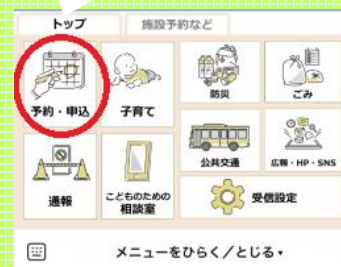 トップ
施設予約など
予約・申込
子育て
防災
ごみ
公共交通
広報・HP・SNS
通報
こどものための
相談室
受信設定
メニューをひらく／とじる▾